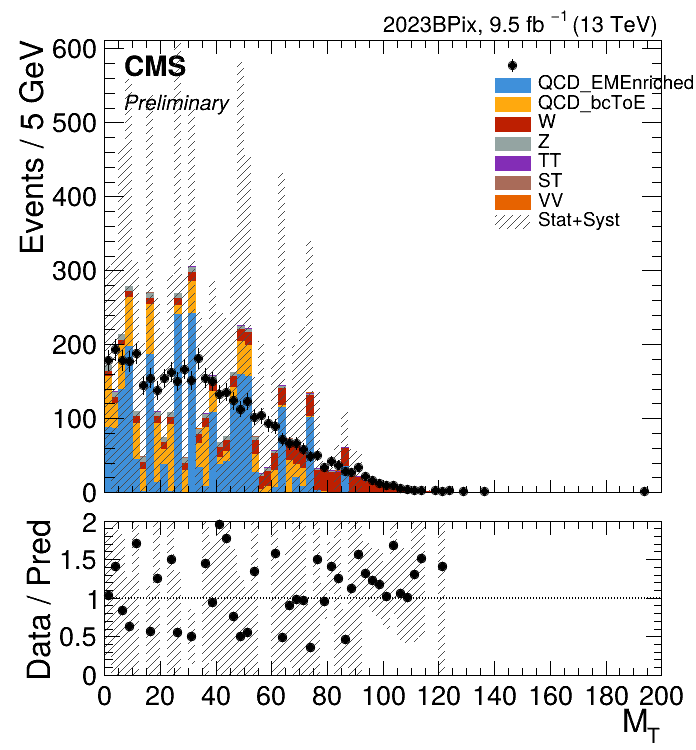 2023BPix, 9.5 fb⁻¹ (13 TeV)
CMS
Preliminary
QCD_EMEnriched
QCD_bcToE
W
Z
TT
ST
VV
Stat+Syst
Events / 5 GeV
600
500
400
300
200
100
0
Data / Pred
2
1.5
1
0.5
0
0 20 40 60 80 100 120 140 160 180 200
M_T